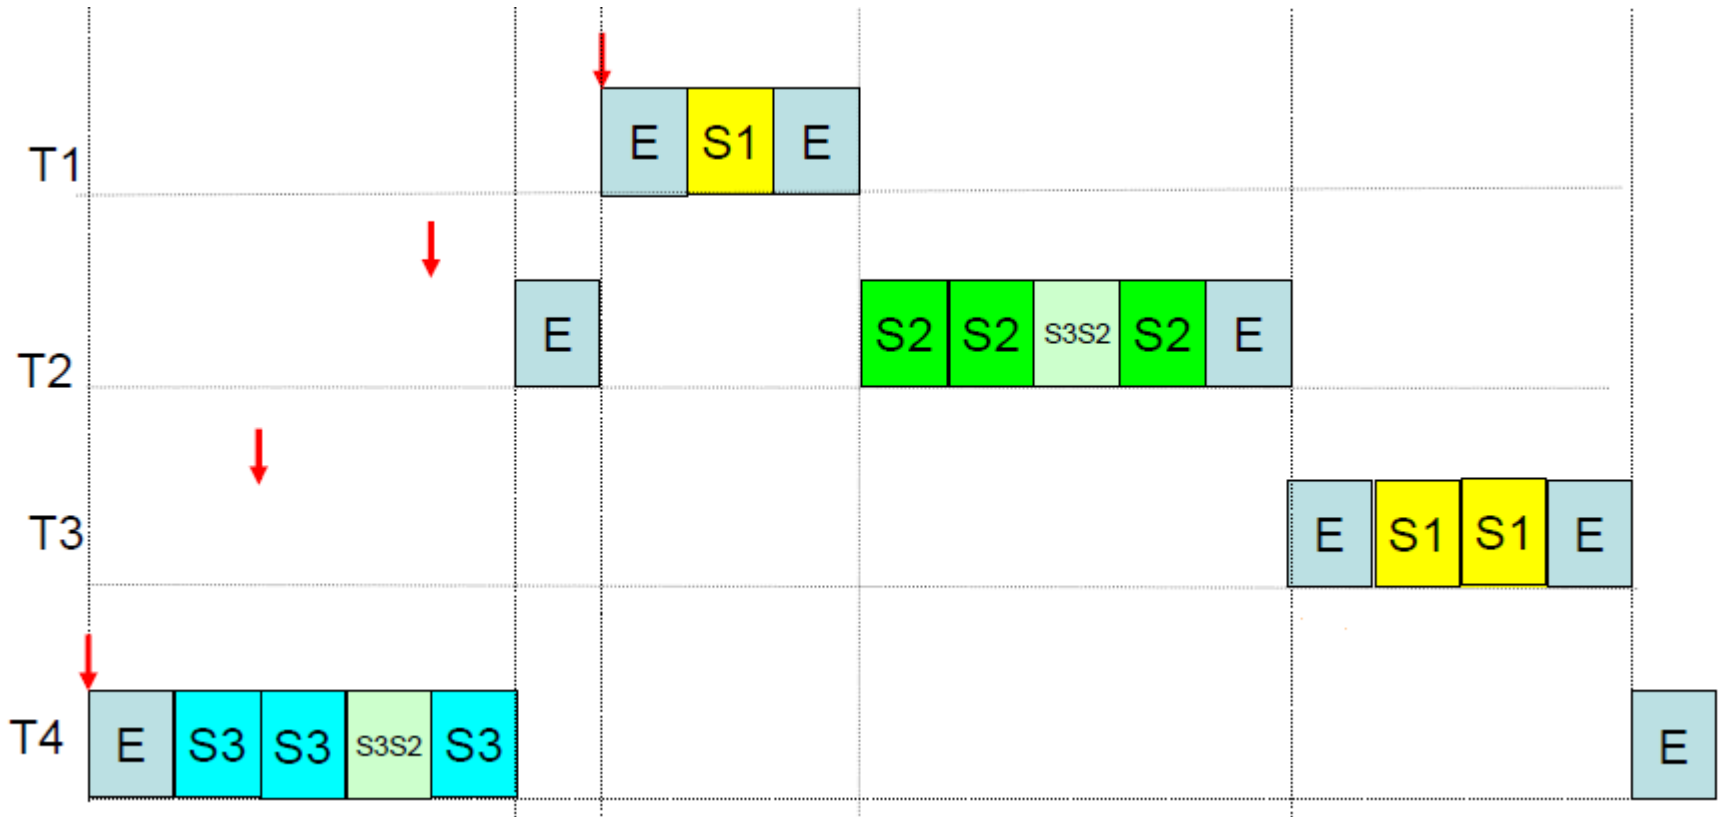 T1 E S1 E
T2 E S2 S2 S3S2 S2 E
T3 E S1 S1 E
T4 E S3 S3 S3S2 S3 E